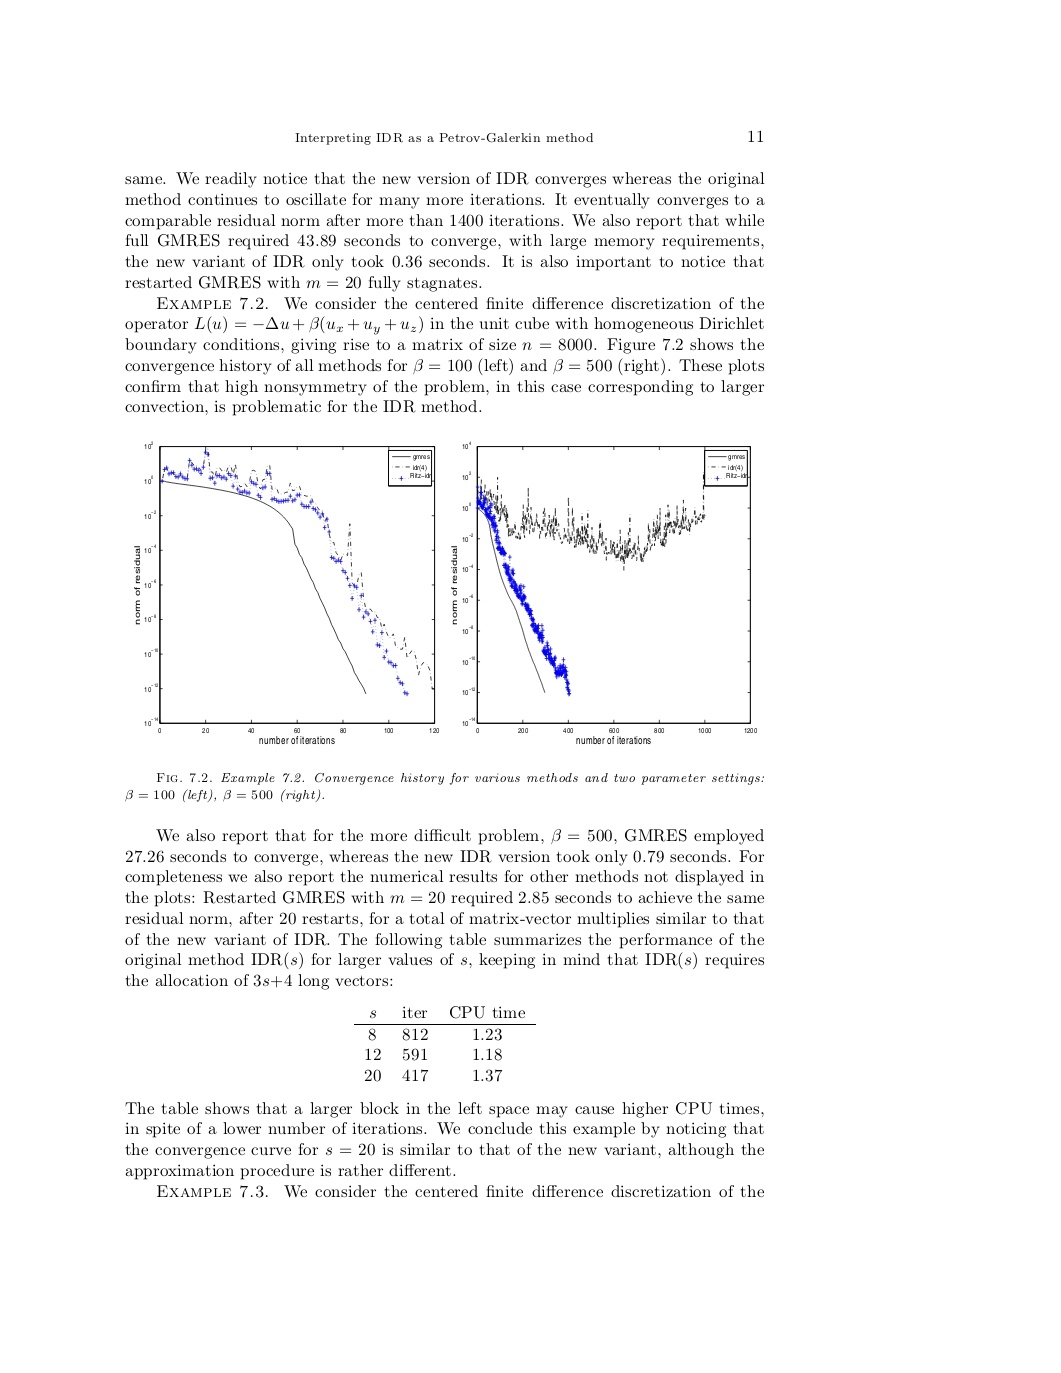 Interpreting IDR as a Petrov-Galerkin method 11
same. We readily notice that the new version of IDR converges whereas the original
method continues to oscillate for many more iterations. It eventually converges to a
comparable residual norm after more than 1400 iterations. We also report that while
full GMRES required 43.89 seconds to converge, with large memory requirements,
the new variant of IDR only took 0.36 seconds. It is also important to notice that
restarted GMRES with m = 20 fully stagnates.
EXAMPLE 7.2. We consider the centered finite difference discretization of the
operator L(u) = −Δu + β(u_x + u_y + u_z) in the unit cube with homogeneous Dirichlet
boundary conditions, giving rise to a matrix of size n = 8000. Figure 7.2 shows the
convergence history of all methods for β = 100 (left) and β = 500 (right). These plots
confirm that high nonsymmetry of the problem, in this case corresponding to larger
convection, is problematic for the IDR method.
norm of residual
10^2
10^0
10^−2
10^−4
10^−6
10^−8
10^−10
10^−12
10^−14
gmres
idr(4)
Ritz−idr
0 20 40 60 80 100 120
number of iterations
norm of residual
10^4
10^2
10^0
10^−2
10^−4
10^−6
10^−8
10^−10
10^−12
10^−14
gmres
idr(4)
Ritz−idr
0 200 400 600 800 1000 1200
number of iterations
FIG. 7.2. Example 7.2. Convergence history for various methods and two parameter settings:
β = 100 (left), β = 500 (right).
We also report that for the more difficult problem, β = 500, GMRES employed
27.26 seconds to converge, whereas the new IDR version took only 0.79 seconds. For
completeness we also report the numerical results for other methods not displayed in
the plots: Restarted GMRES with m = 20 required 2.85 seconds to achieve the same
residual norm, after 20 restarts, for a total of matrix-vector multiplies similar to that
of the new variant of IDR. The following table summarizes the performance of the
original method IDR(s) for larger values of s, keeping in mind that IDR(s) requires
the allocation of 3s+4 long vectors:
s iter CPU time
8 812 1.23
12 591 1.18
20 417 1.37
The table shows that a larger block in the left space may cause higher CPU times,
in spite of a lower number of iterations. We conclude this example by noticing that
the convergence curve for s = 20 is similar to that of the new variant, although the
approximation procedure is rather different.
EXAMPLE 7.3. We consider the centered finite difference discretization of the